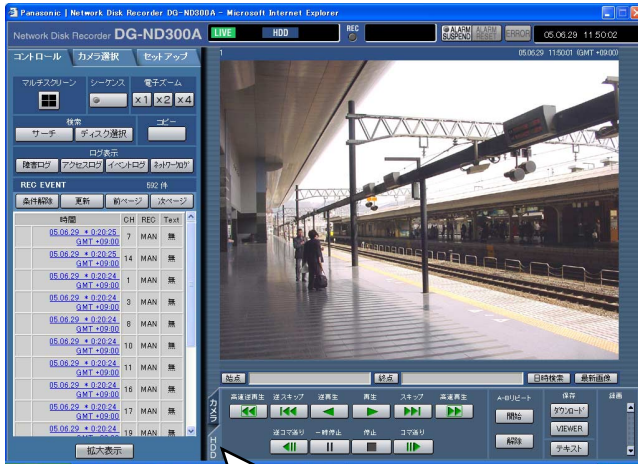 Panasonic | Network Disk Recorder DG-ND300A - Microsoft Internet Explorer
Network Disk Recorder DG-ND300A
LIVE HDD REC ALARM SUSPEND ALARM RESET ERROR 05.06.29 11:50:02
コントロール カメラ選択 セットアップ
1 05.06.29 11:50:01 (GMT +09:00)
マルチスクリーン シーケンス 電子ズーム
x1 x2 x4
検索 コピー
サーチ ディスク選択
ログ表示
障害ログ アクセスログ イベントログ ネットワークログ
REC EVENT 592 件
条件解除 更新 前ページ 次ページ
時間 CH REC Text
05.06.29 * 0:20:25 GMT +09:00 7 MAN 無
05.06.29 * 0:20:25 GMT +09:00 14 MAN 無
05.06.29 * 0:20:24 GMT +09:00 1 MAN 無
05.06.29 * 0:20:24 GMT +09:00 3 MAN 無
05.06.29 * 0:20:24 GMT +09:00 8 MAN 無
05.06.29 * 0:20:24 GMT +09:00 10 MAN 無
05.06.29 * 0:20:24 GMT +09:00 11 MAN 無
05.06.29 * 0:20:24 GMT +09:00 16 MAN 無
05.06.29 * 0:20:24 GMT +09:00 17 MAN 無
05.06.29 * 0:20:24 19 MAN 無
拡大表示
始点 終点 日時検索 最新画像
カメラ
HDD
高速逆再生 逆スキップ 逆再生 再生 スキップ 高速再生
逆コマ送り 一時停止 停止 コマ送り
A-Bリピート
開始
解除
保存
ダウンロード
VIEWER
テキスト
録画